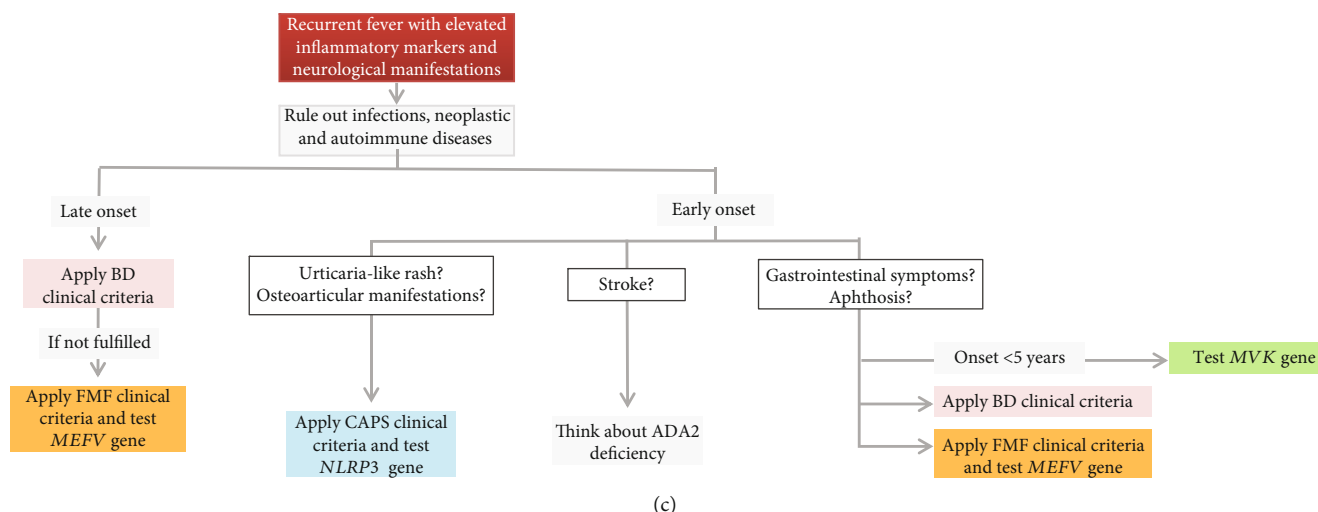 Recurrent fever with elevated
inflammatory markers and
neurological manifestations
Rule out infections, neoplastic
and autoimmune diseases
Late onset
Early onset
Apply BD
clinical criteria
If not fulfilled
Apply FMF clinical
criteria and test
MEFV gene
Urticaria-like rash?
Osteoarticular manifestations?
Apply CAPS clinical
criteria and test
NLRP3 gene
Stroke?
Think about ADA2
deficiency
Gastrointestinal symptoms?
Aphthosis?
Onset <5 years
Test MVK gene
Apply BD clinical criteria
Apply FMF clinical criteria
and test MEFV gene
(c)